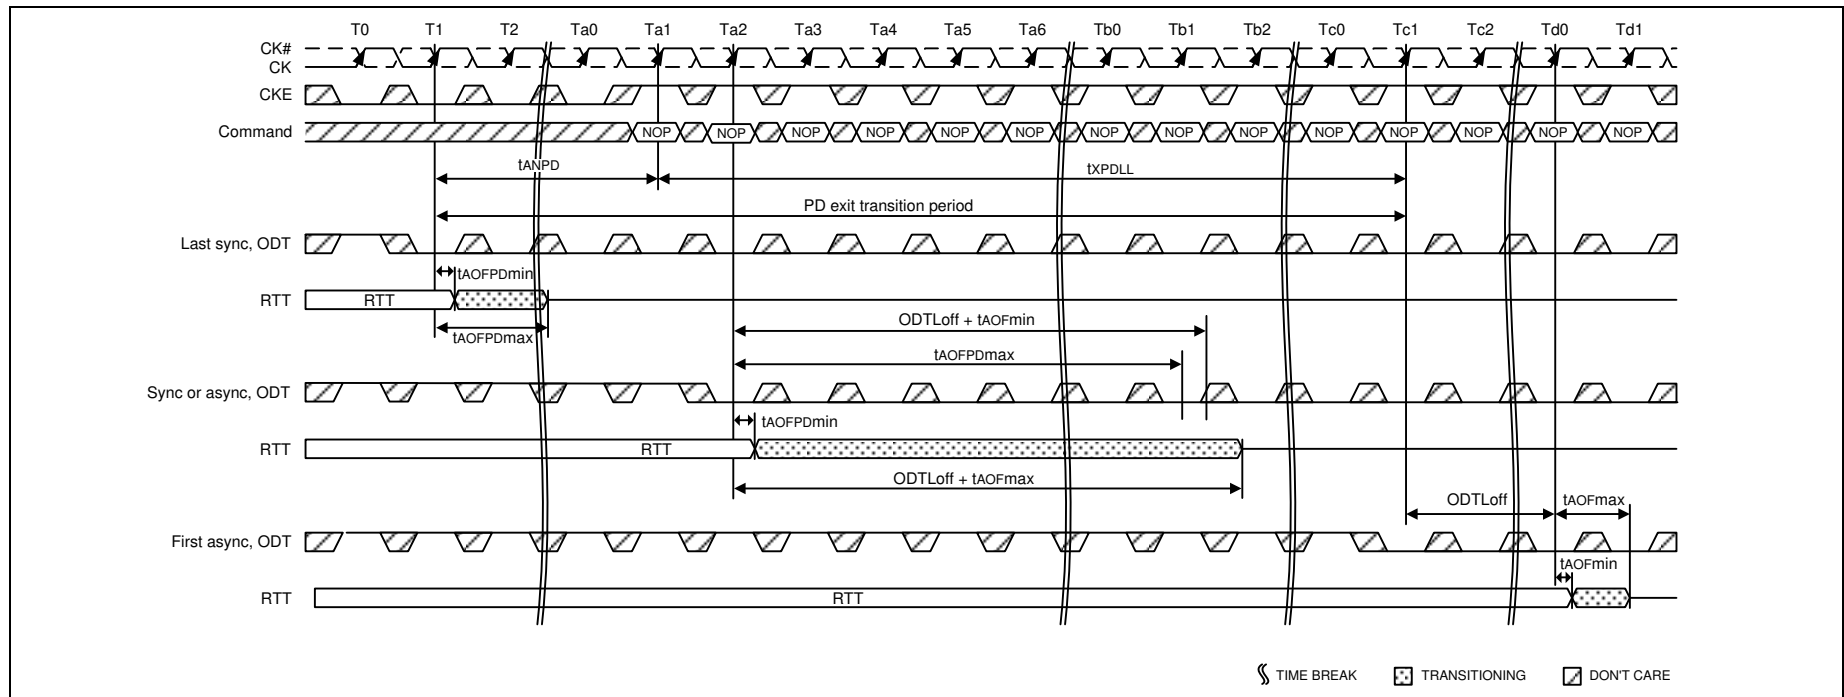 T0 T1 T2 Ta0 Ta1 Ta2 Ta3 Ta4 Ta5 Ta6 Tb0 Tb1 Tb2 Tc0 Tc1 Tc2 Td0 Td1
CK#
CK
CKE
Command NOP NOP NOP NOP NOP NOP NOP NOP NOP NOP NOP NOP NOP NOP
tANPD tXPDLL
PD exit transition period
Last sync, ODT
tAOFPDmin
RTT RTT
tAOFPDmax
ODTLoff + tAOFmin
tAOFPDmax
Sync or async, ODT
tAOFPDmin
RTT RTT
ODTLoff + tAOFmax
ODTLoff tAOFmax
First async, ODT
tAOFmin
RTT RTT
TIME BREAK TRANSITIONING DON'T CARE